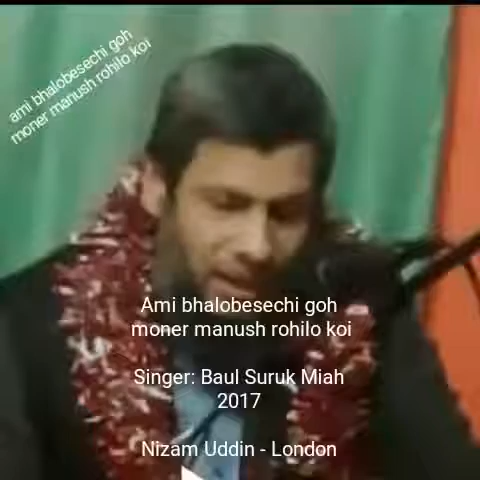 ami bhalobesechi goh
moner manush rohilo koi
Ami bhalobesechi goh
moner manush rohilo koi
Singer: Baul Suruk Miah
2017
Nizam Uddin - London